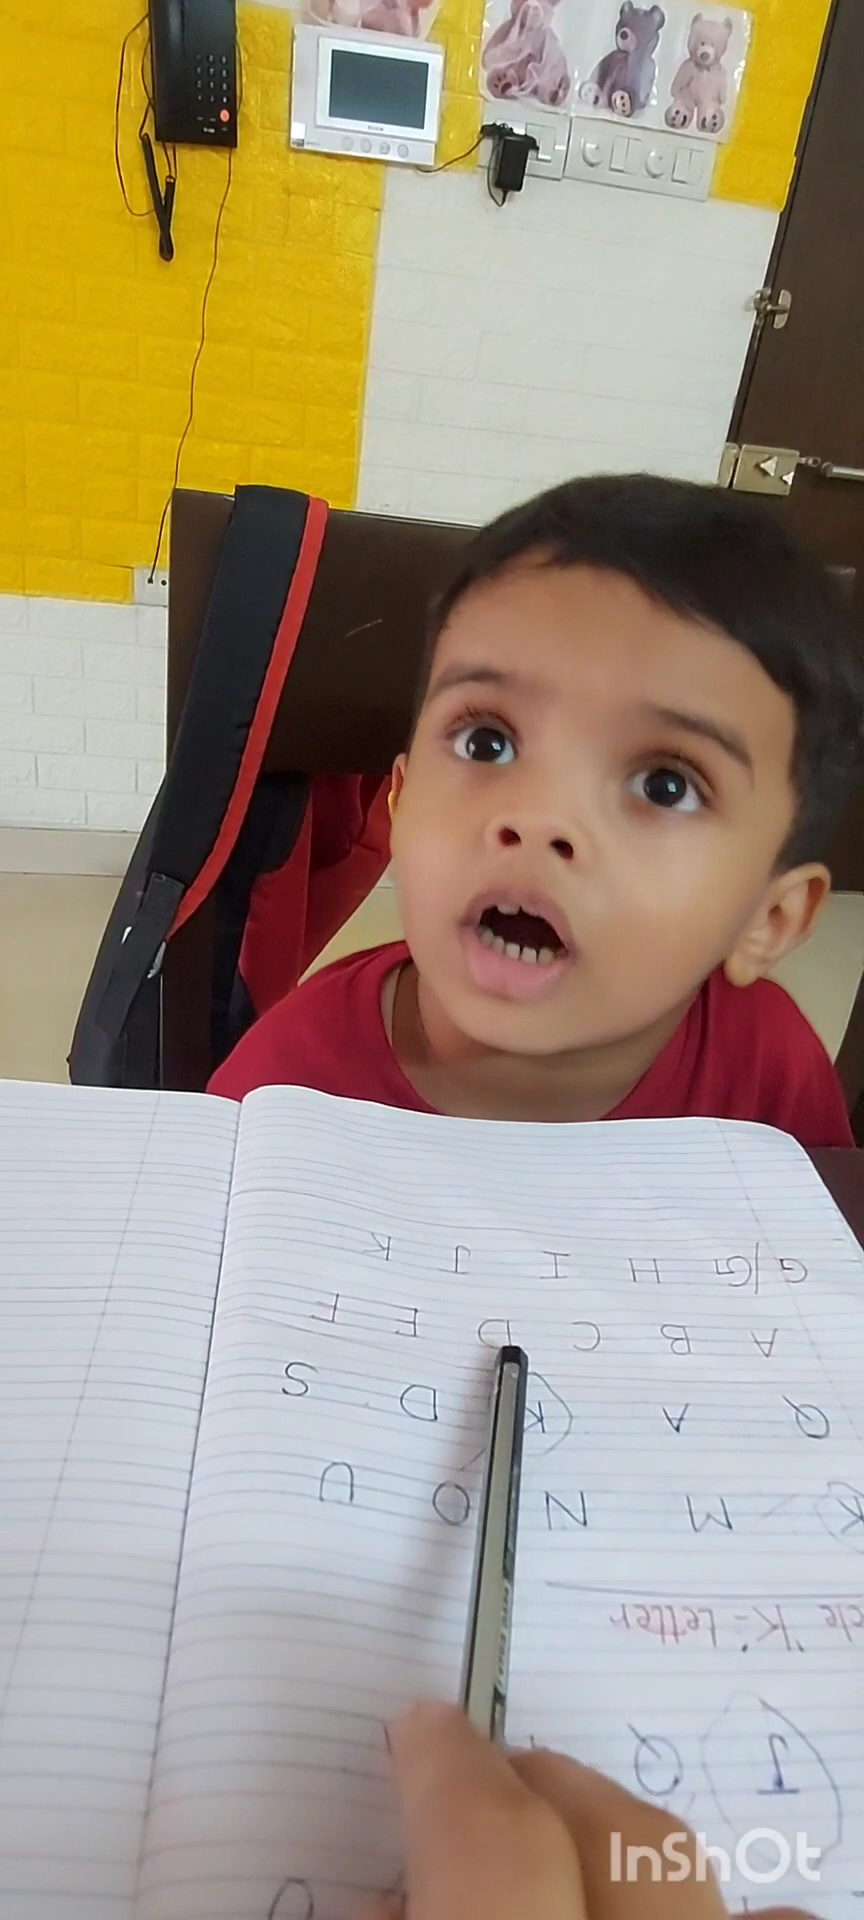 J Q
cle "K" - Letter
K M N O U
Q A K D S
A B C D E F
G/G H I J K
InShOt